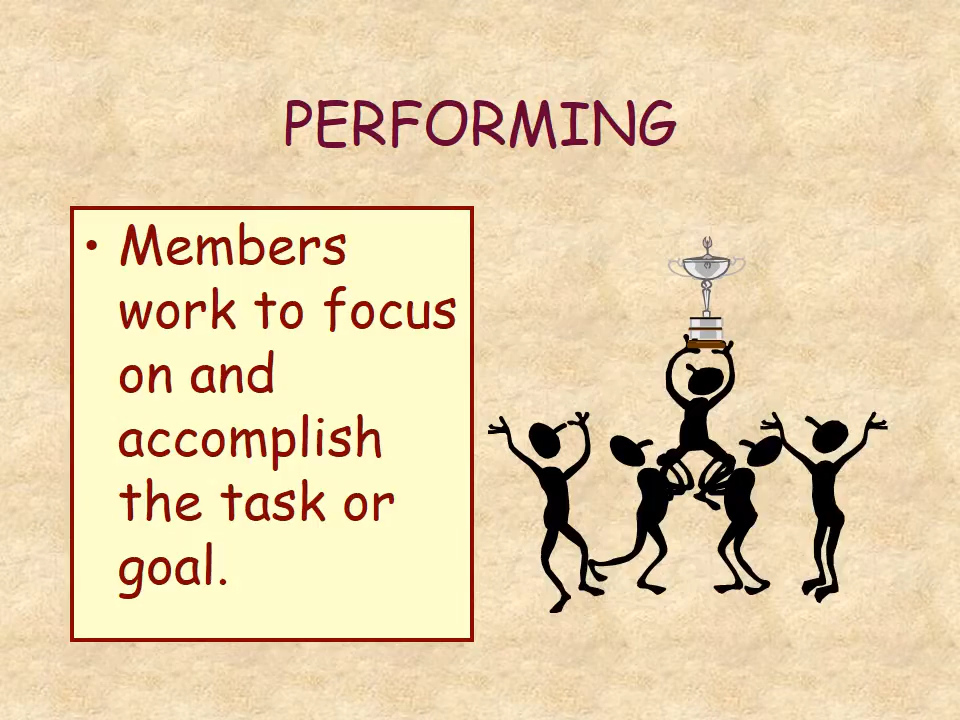 PERFORMING
• Members
work to focus
on and
accomplish
the task or
goal.